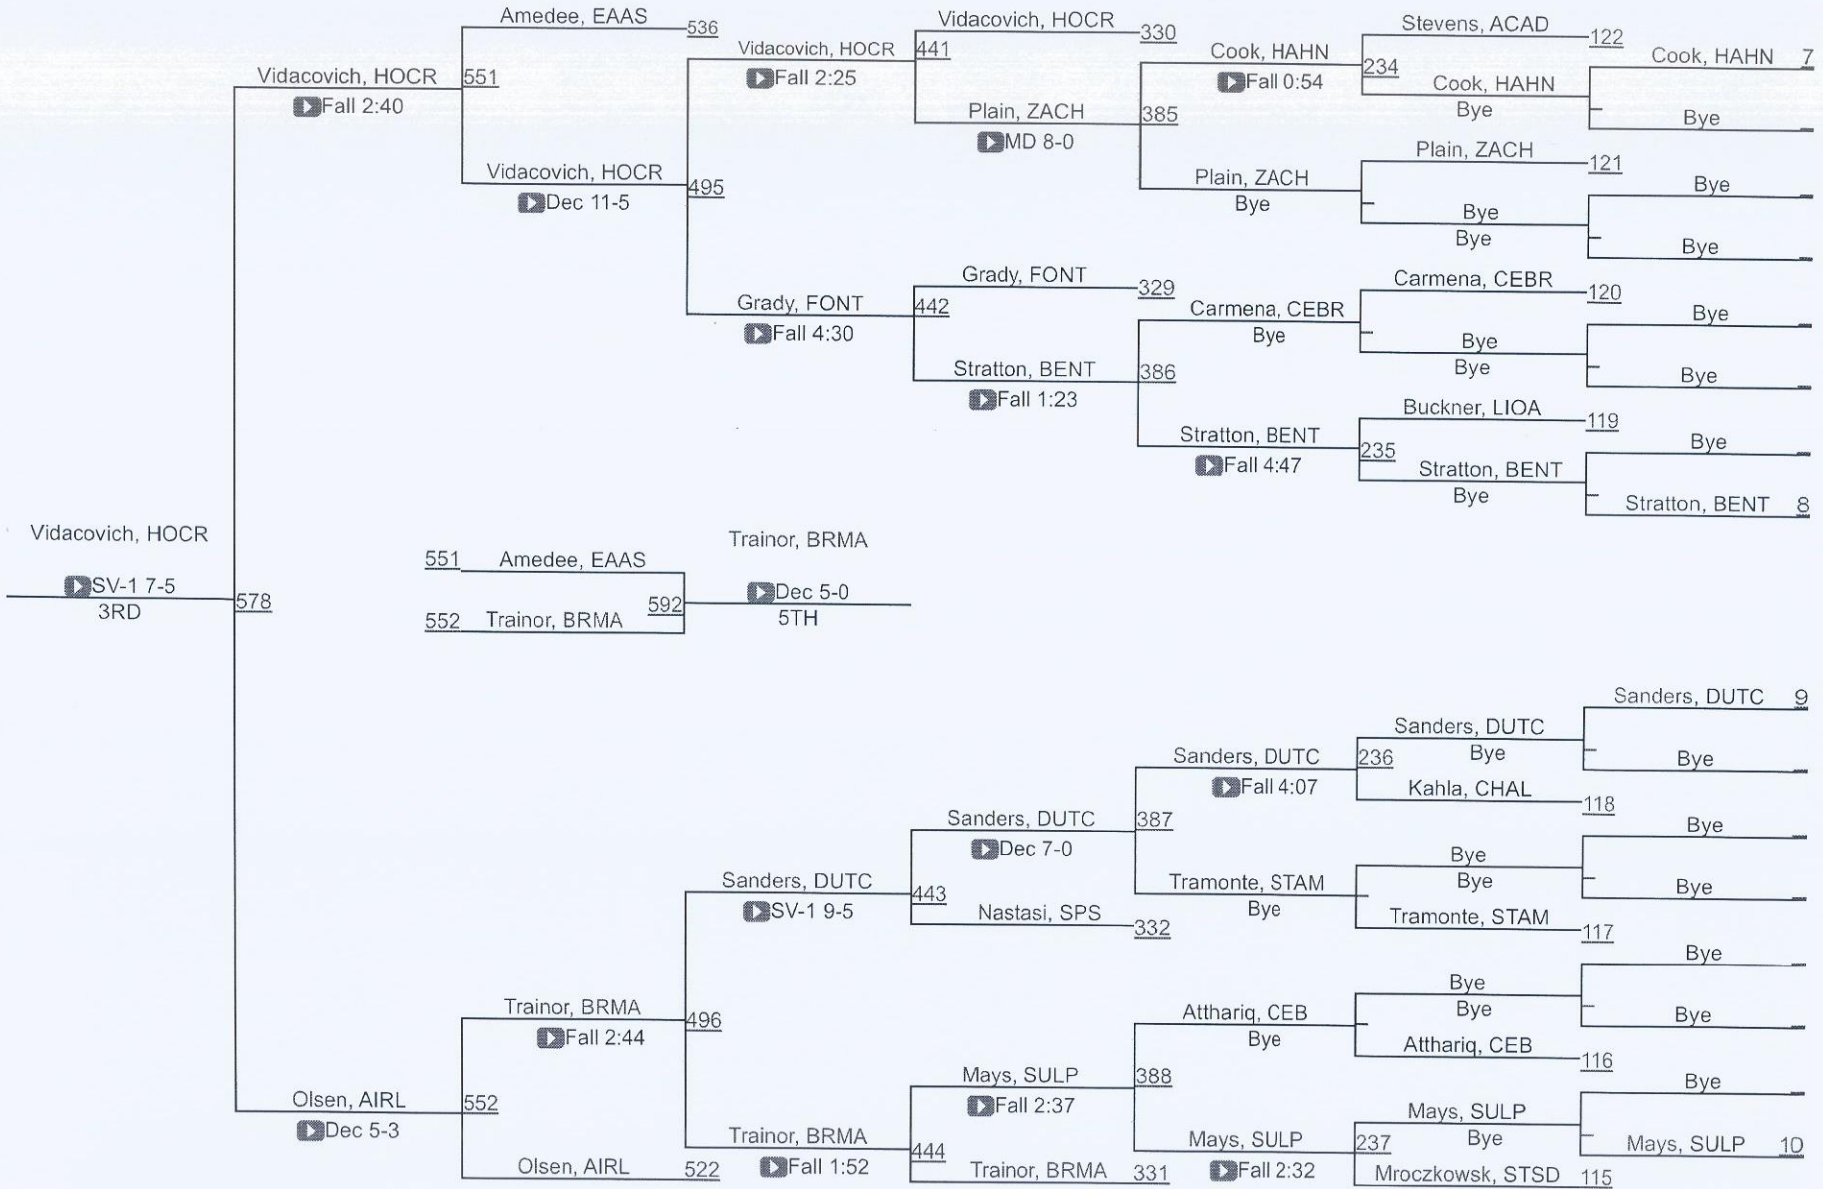 Amedee, EAAS
536
Vidacovich, HOCR
551
Fall 2:40
Vidacovich, HOCR
495
Dec 11-5
Vidacovich, HOCR
441
Fall 2:25
Vidacovich, HOCR
330
Plain, ZACH
385
MD 8-0
Cook, HAHN
234
Fall 0:54
Stevens, ACAD
122
Cook, HAHN
Bye
Cook, HAHN 7
Bye
Plain, ZACH
Bye
Plain, ZACH
121
Bye
Bye
Bye
Bye
Grady, FONT
442
Fall 4:30
Grady, FONT
329
Stratton, BENT
386
Fall 1:23
Carmena, CEBR
Bye
Carmena, CEBR
120
Bye
Bye
Bye
Bye
Stratton, BENT
235
Fall 4:47
Buckner, LIOA
119
Stratton, BENT
Bye
Bye
Stratton, BENT 8
Vidacovich, HOCR
SV-1 7-5
3RD
578
551 Amedee, EAAS
552 Trainor, BRMA
592
Trainor, BRMA
Dec 5-0
5TH
Olsen, AIRL
552
Dec 5-3
Trainor, BRMA
496
Fall 2:44
Olsen, AIRL
522
Sanders, DUTC
443
SV-1 9-5
Sanders, DUTC
387
Dec 7-0
Nastasi, SPS
332
Sanders, DUTC
236
Fall 4:07
Sanders, DUTC
Bye
Kahla, CHAL
118
Sanders, DUTC 9
Bye
Tramonte, STAM
Bye
Bye
Bye
Tramonte, STAM
117
Bye
Bye
Trainor, BRMA
444
Fall 1:52
Mays, SULP
388
Fall 2:37
Trainor, BRMA
331
Atthariq, CEB
Bye
Bye
Bye
Atthariq, CEB
116
Bye
Bye
Mays, SULP
237
Fall 2:32
Mays, SULP
Bye
Mroczkowsk, STSD
115
Bye
Mays, SULP 10